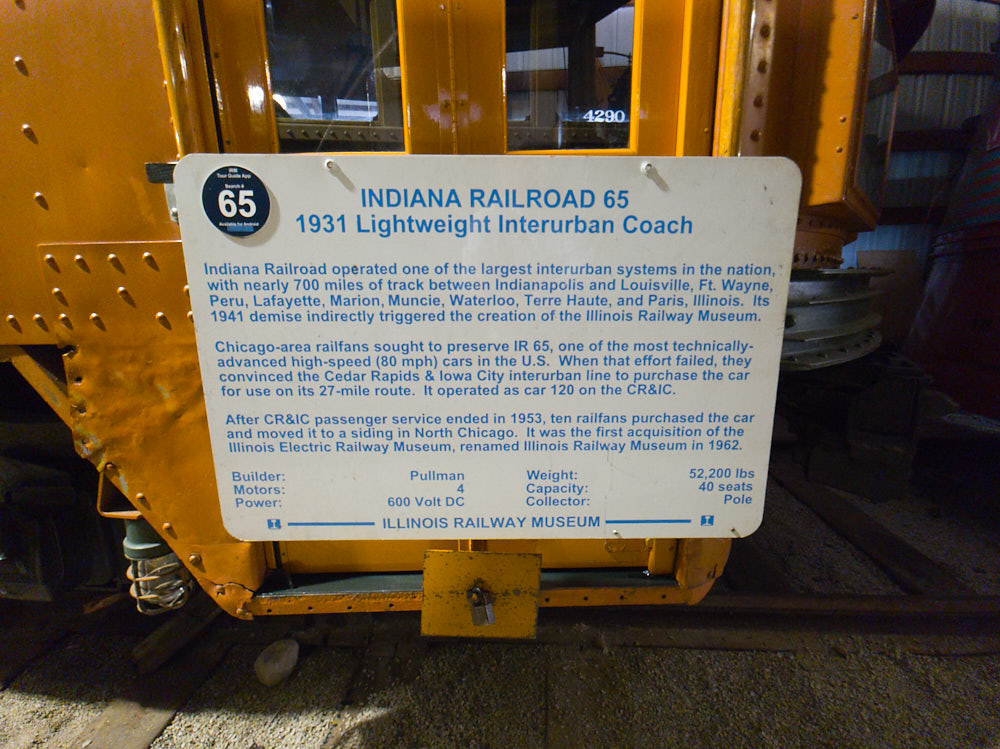 4290
IRM
Tour Guide App
Search #
65
Available for Android
INDIANA RAILROAD 65
1931 Lightweight Interurban Coach
Indiana Railroad operated one of the largest interurban systems in the nation,
with nearly 700 miles of track between Indianapolis and Louisville, Ft. Wayne,
Peru, Lafayette, Marion, Muncie, Waterloo, Terre Haute, and Paris, Illinois.  Its
1941 demise indirectly triggered the creation of the Illinois Railway Museum.
Chicago-area railfans sought to preserve IR 65, one of the most technically-
advanced high-speed (80 mph) cars in the U.S.  When that effort failed, they
convinced the Cedar Rapids & Iowa City interurban line to purchase the car
for use on its 27-mile route.  It operated as car 120 on the CR&IC.
After CR&IC passenger service ended in 1953, ten railfans purchased the car
and moved it to a siding in North Chicago.  It was the first acquisition of the
Illinois Electric Railway Museum, renamed Illinois Railway Museum in 1962.
Builder: Pullman Weight: 52,200 lbs
Motors: 4 Capacity: 40 seats
Power: 600 Volt DC Collector: Pole
ILLINOIS RAILWAY MUSEUM